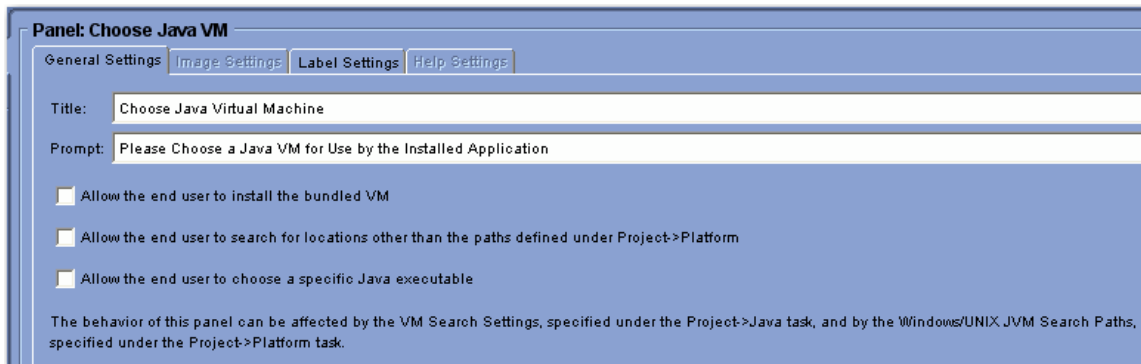 Panel: Choose Java VM
General Settings Image Settings Label Settings Help Settings
Title: Choose Java Virtual Machine
Prompt: Please Choose a Java VM for Use by the Installed Application
Allow the end user to install the bundled VM
Allow the end user to search for locations other than the paths defined under Project->Platform
Allow the end user to choose a specific Java executable
The behavior of this panel can be affected by the VM Search Settings, specified under the Project->Java task, and by the Windows/UNIX JVM Search Paths,
specified under the Project->Platform task.